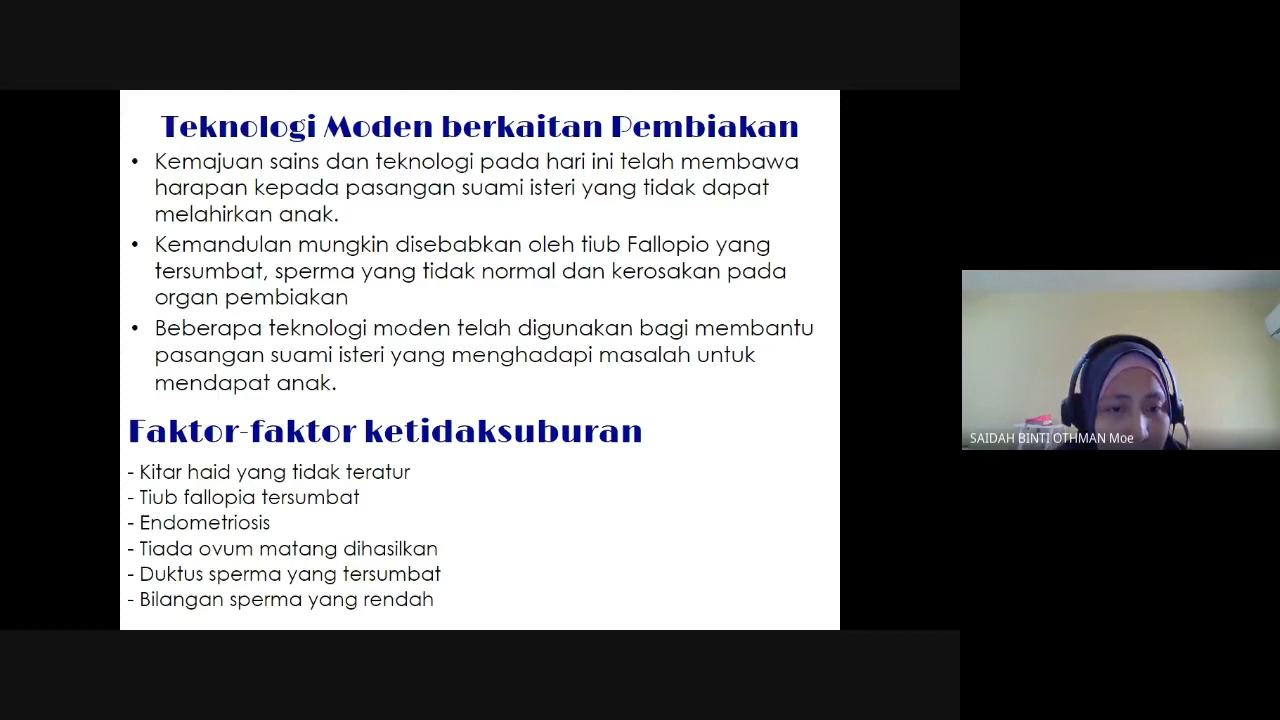 Teknologi Moden berkaitan Pembiakan
• Kemajuan sains dan teknologi pada hari ini telah membawa
harapan kepada pasangan suami isteri yang tidak dapat
melahirkan anak.
• Kemandulan mungkin disebabkan oleh tiub Fallopio yang
tersumbat, sperma yang tidak normal dan kerosakan pada
organ pembiakan
• Beberapa teknologi moden telah digunakan bagi membantu
pasangan suami isteri yang menghadapi masalah untuk
mendapat anak.
Faktor-faktor ketidaksuburan
- Kitar haid yang tidak teratur
- Tiub fallopia tersumbat
- Endometriosis
- Tiada ovum matang dihasilkan
- Duktus sperma yang tersumbat
- Bilangan sperma yang rendah
SAIDAH BINTI OTHMAN Moe